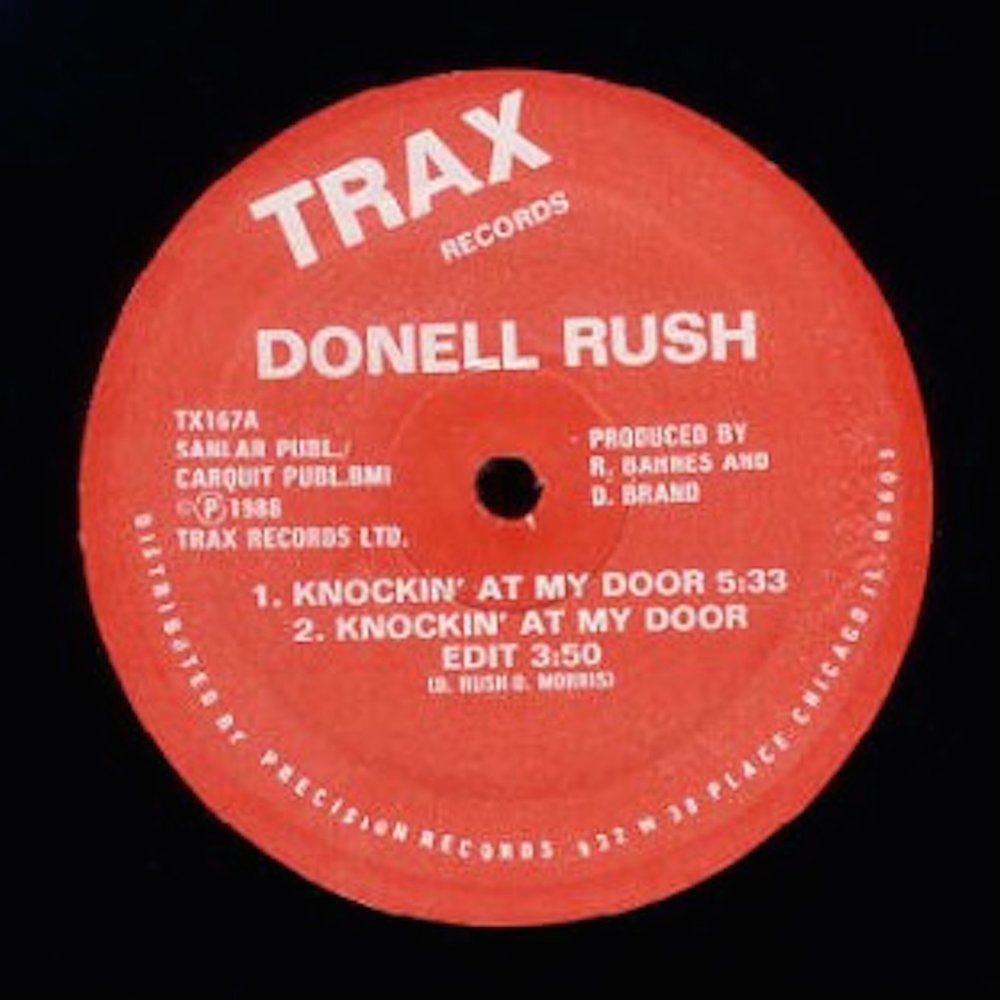 TRAX
RECORDS
DONELL RUSH
TX167A
SANLAR PUBL./
CARQUIT PUBL.BMI
©℗1988
TRAX RECORDS LTD.
PRODUCED BY
R. BARNES AND
D. BRAND
1. KNOCKIN' AT MY DOOR 5:33
2. KNOCKIN' AT MY DOOR
EDIT 3:50
(D. RUSH-D. MORRIS)
DISTRIBUTED BY PRECISION RECORDS 932 W 38 PLACE-CHICAGO IL. 60609